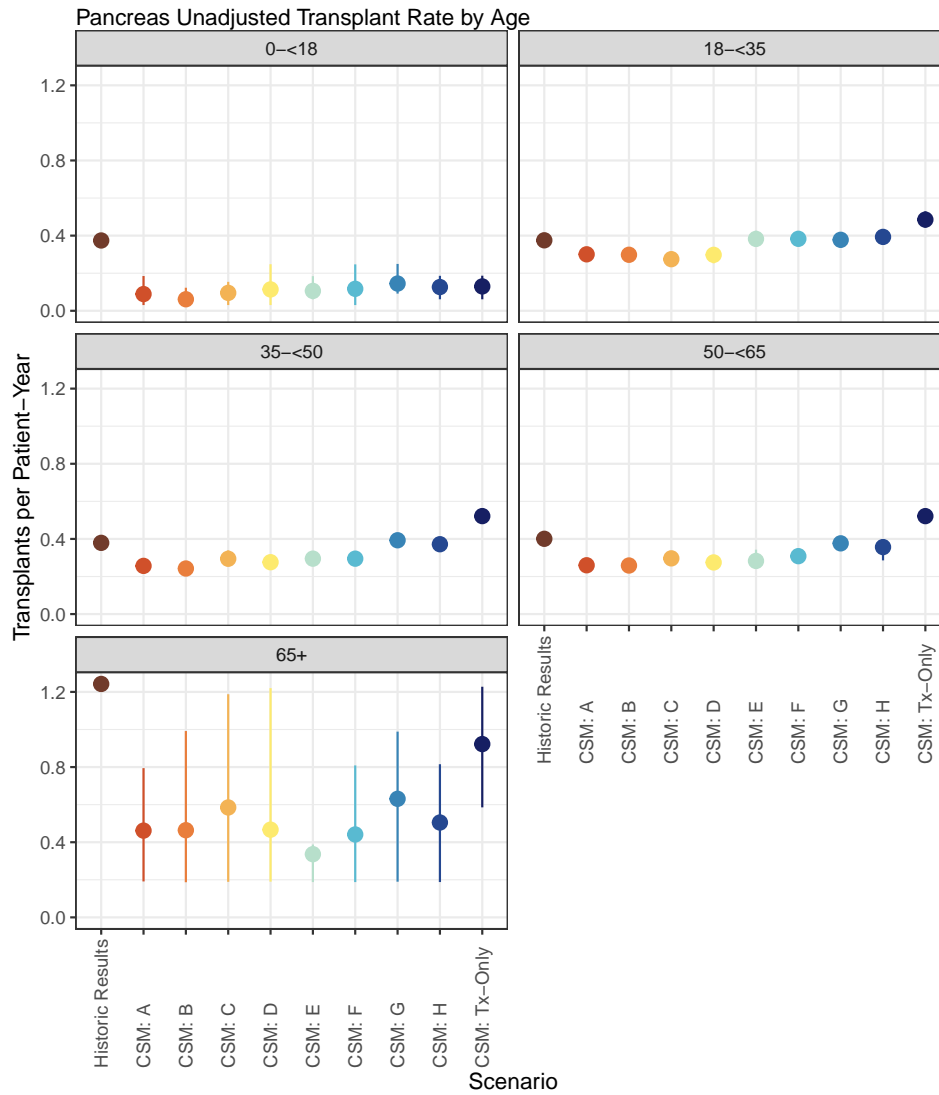 Pancreas Unadjusted Transplant Rate by Age
0−<18
18−<35
1.2
0.8
0.4
0.0
35−<50
50−<65
1.2
0.8
0.4
0.0
65+
1.2
0.8
0.4
0.0
Transplants per Patient−Year
Historic Results
CSM: A
CSM: B
CSM: C
CSM: D
CSM: E
CSM: F
CSM: G
CSM: H
CSM: Tx−Only
Historic Results
CSM: A
CSM: B
CSM: C
CSM: D
CSM: E
CSM: F
CSM: G
CSM: H
CSM: Tx−Only
Scenario